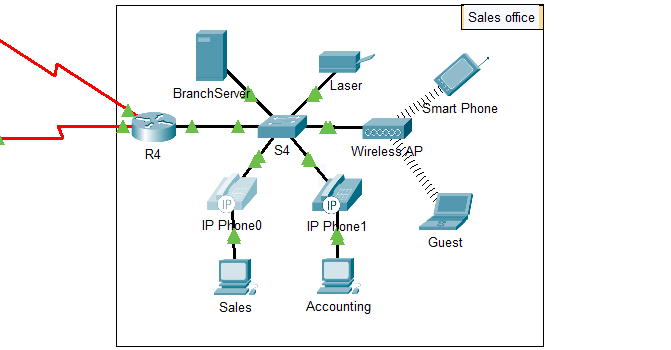 Sales office
BranchServer
Laser
Smart Phone
R4
S4
Wireless AP
IP
IP Phone0
IP
IP Phone1
Guest
Sales
Accounting